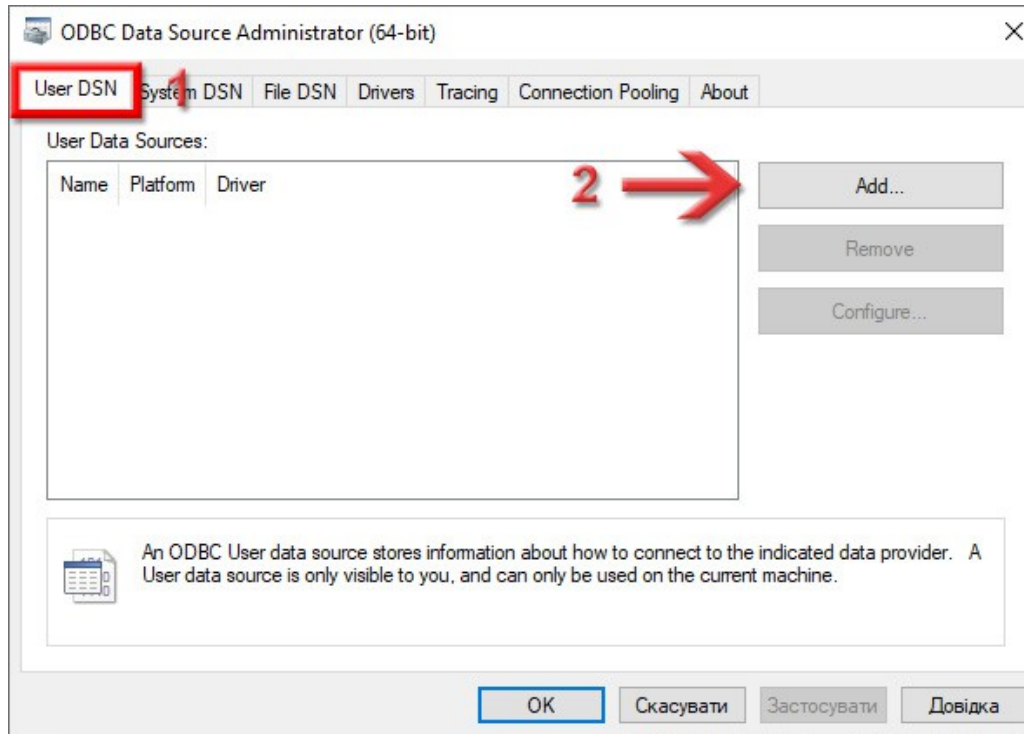 ODBC Data Source Administrator (64-bit)
User DSN 1 System DSN File DSN Drivers Tracing Connection Pooling About
User Data Sources:
Name Platform Driver
2
Add...
Remove
Configure...
An ODBC User data source stores information about how to connect to the indicated data provider. A
User data source is only visible to you, and can only be used on the current machine.
OK Скасувати Застосувати Довідка